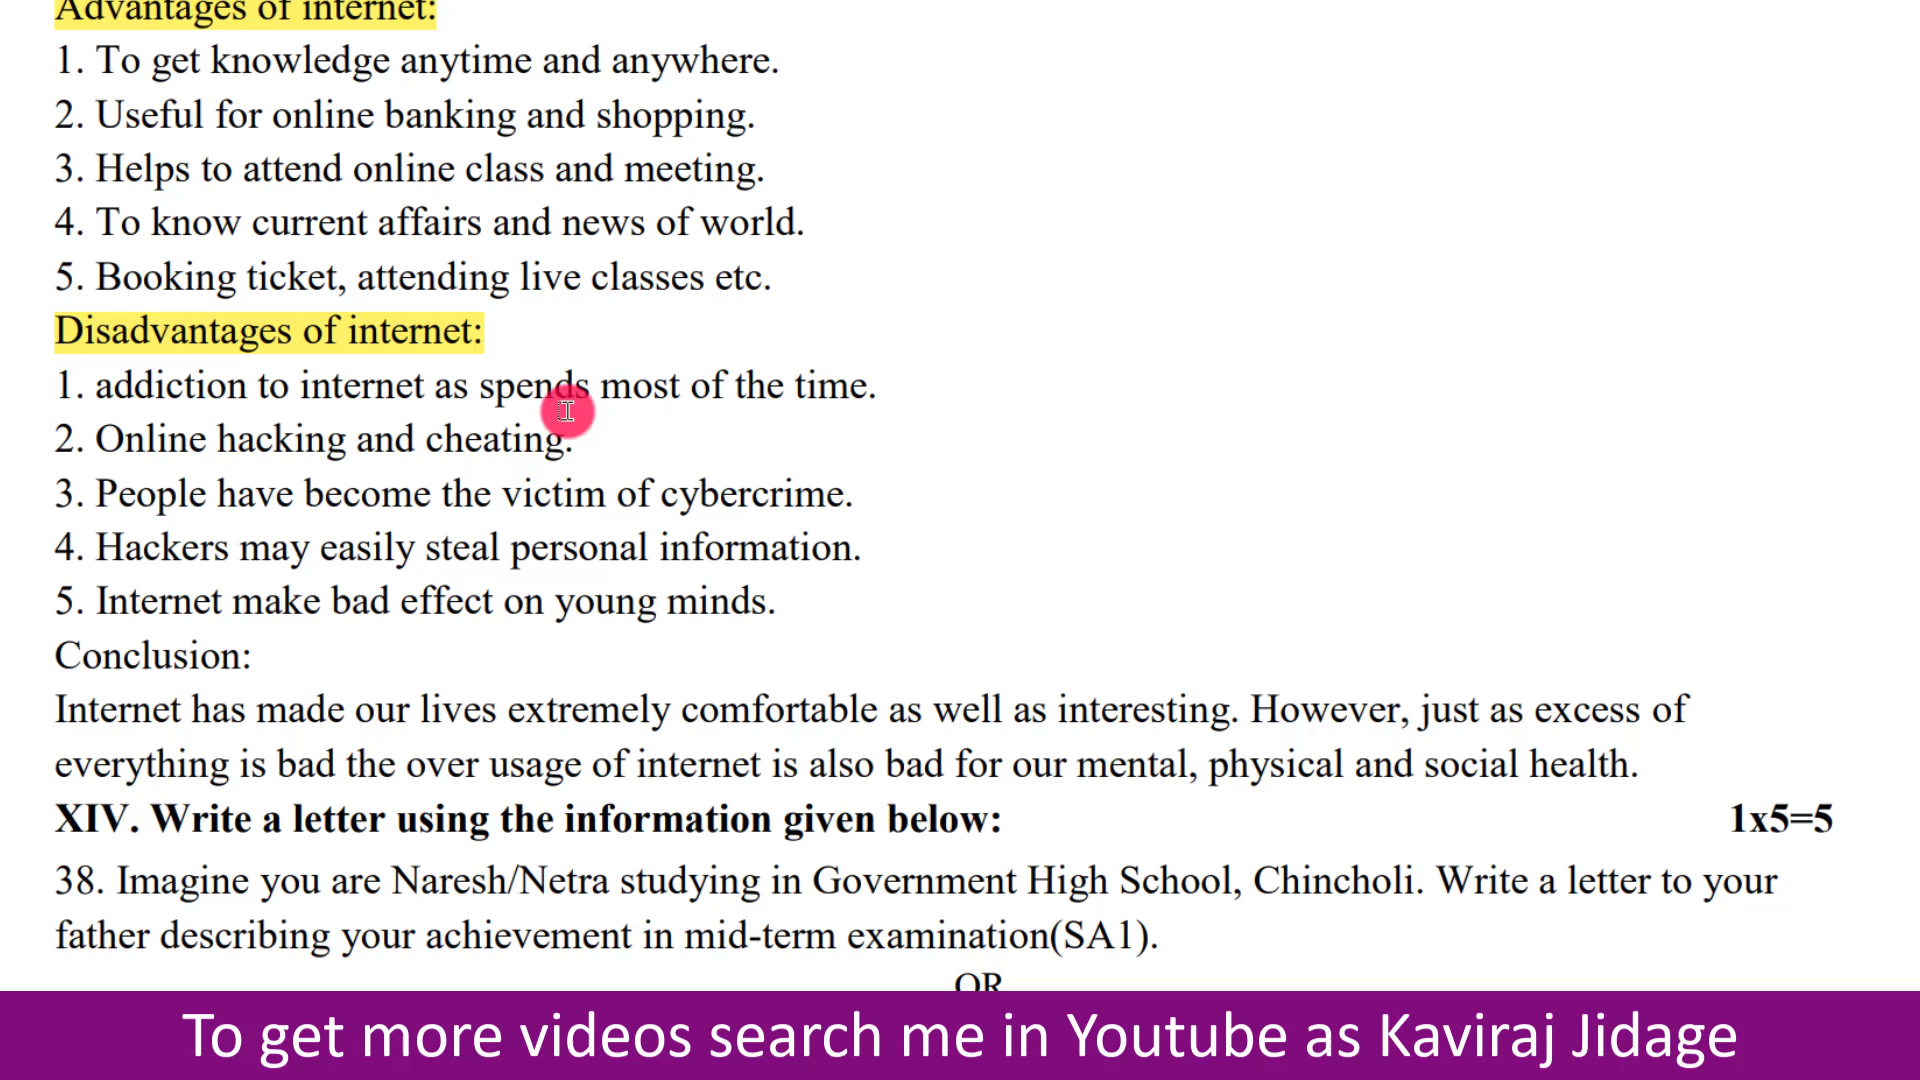 Advantages of internet:
1. To get knowledge anytime and anywhere.
2. Useful for online banking and shopping.
3. Helps to attend online class and meeting.
4. To know current affairs and news of world.
5. Booking ticket, attending live classes etc.
Disadvantages of internet:
1. addiction to internet as spends most of the time.
2. Online hacking and cheating.
3. People have become the victim of cybercrime.
4. Hackers may easily steal personal information.
5. Internet make bad effect on young minds.
Conclusion:
Internet has made our lives extremely comfortable as well as interesting. However, just as excess of
everything is bad the over usage of internet is also bad for our mental, physical and social health.
XIV. Write a letter using the information given below: 1x5=5
38. Imagine you are Naresh/Netra studying in Government High School, Chincholi. Write a letter to your
father describing your achievement in mid-term examination(SA1).
OR
To get more videos search me in Youtube as Kaviraj Jidage